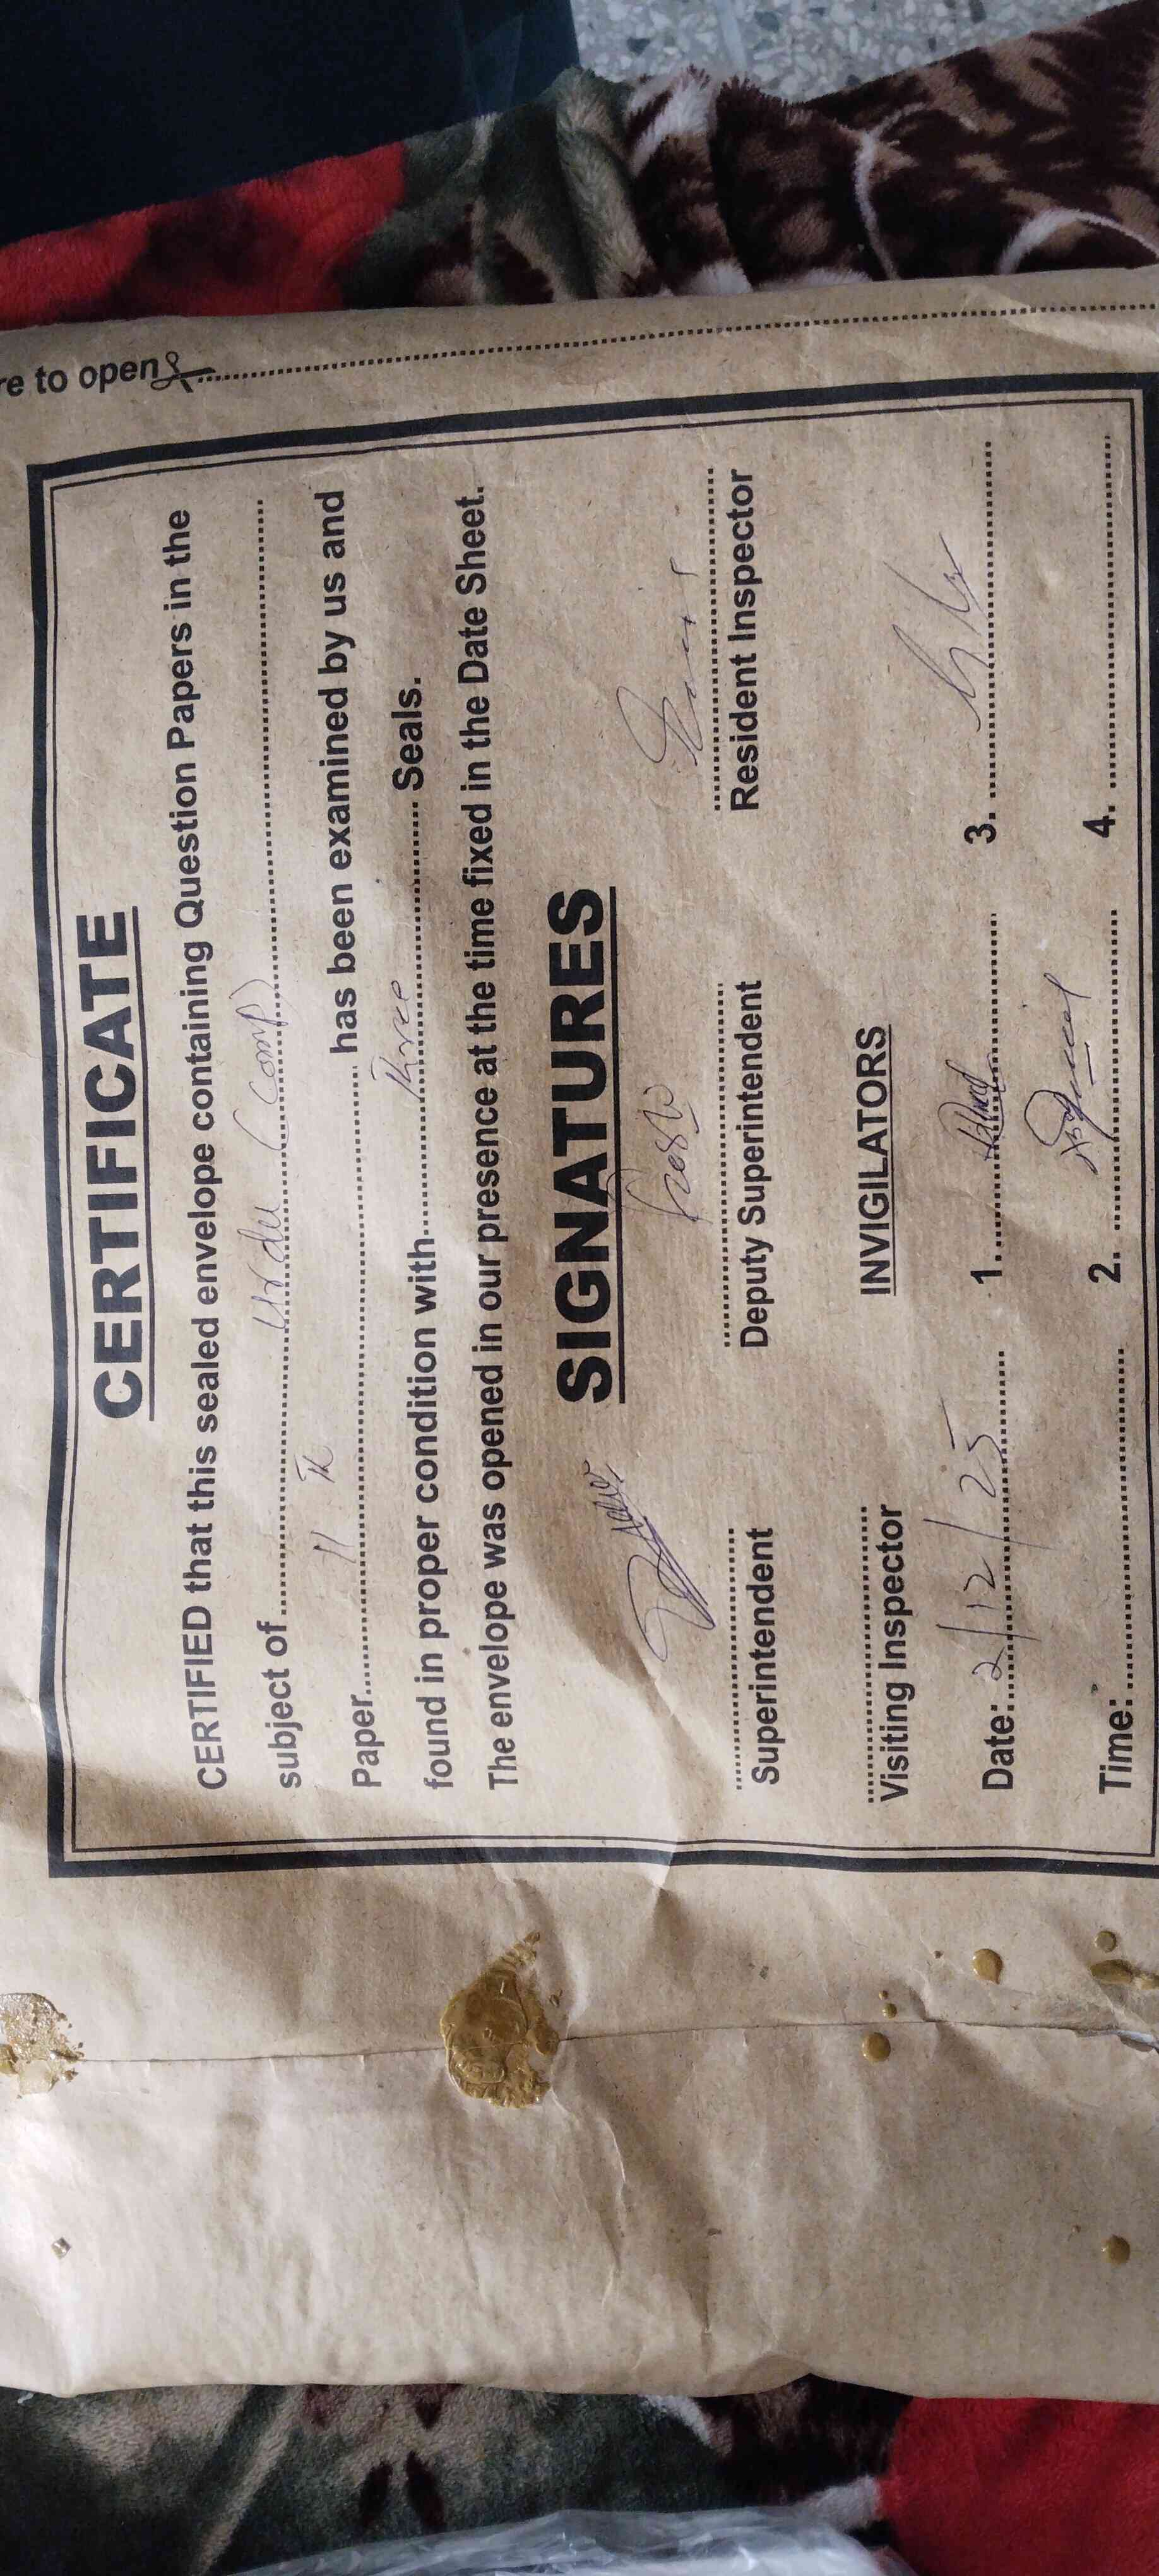 re to open
CERTIFICATE
CERTIFIED that this sealed envelope containing Question Papers in the
subject of.......... Urdu (Comp) ..........
Paper.......... 11 .......... has been examined by us and
found in proper condition with.......... Three .......... Seals.
The envelope was opened in our presence at the time fixed in the Date Sheet.
SIGNATURES
Superintendent Deputy Superintendent Resident Inspector
Visiting Inspector INVIGILATORS
Date: 2/12/25 1. 3.
Time: 2. 4.